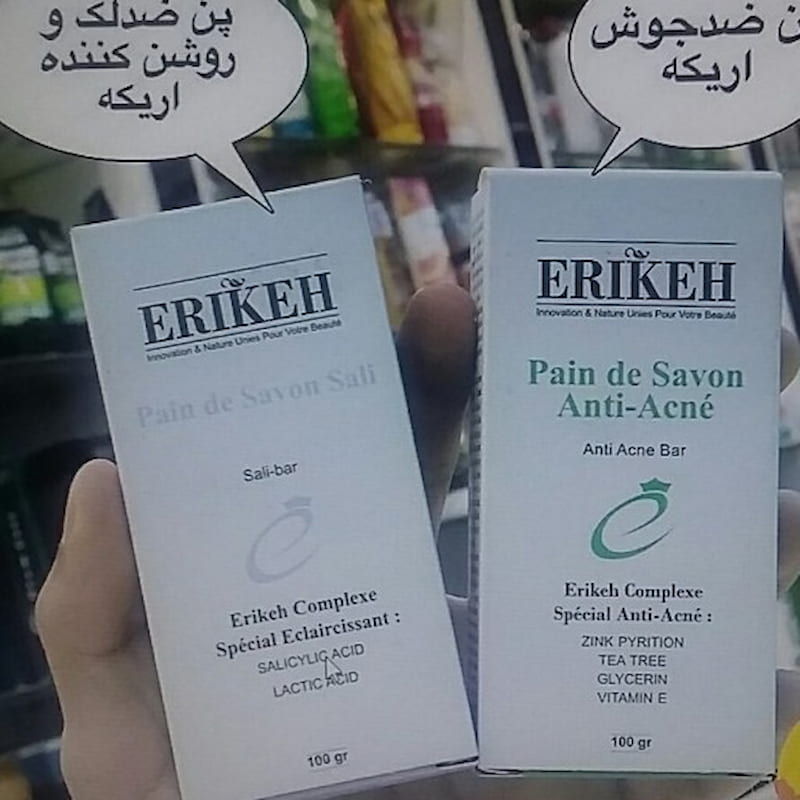 پن ضدلک و
روشن کننده
اریکه
ضدجوش
اریکه
ERIKEH
Innovation & Nature Unies Pour Votre Beauté
Pain de Savon Sali
Sali-bar
Erikeh Complexe
Spécial Eclaircissant :
SALICYLIC ACID
LACTIC ACID
100 gr
ERIKEH
Innovation & Nature Unies Pour Votre Beauté
Pain de Savon
Anti-Acné
Anti Acne Bar
Erikeh Complexe
Spécial Anti-Acné :
ZINK PYRITION
TEA TREE
GLYCERIN
VITAMIN E
100 gr